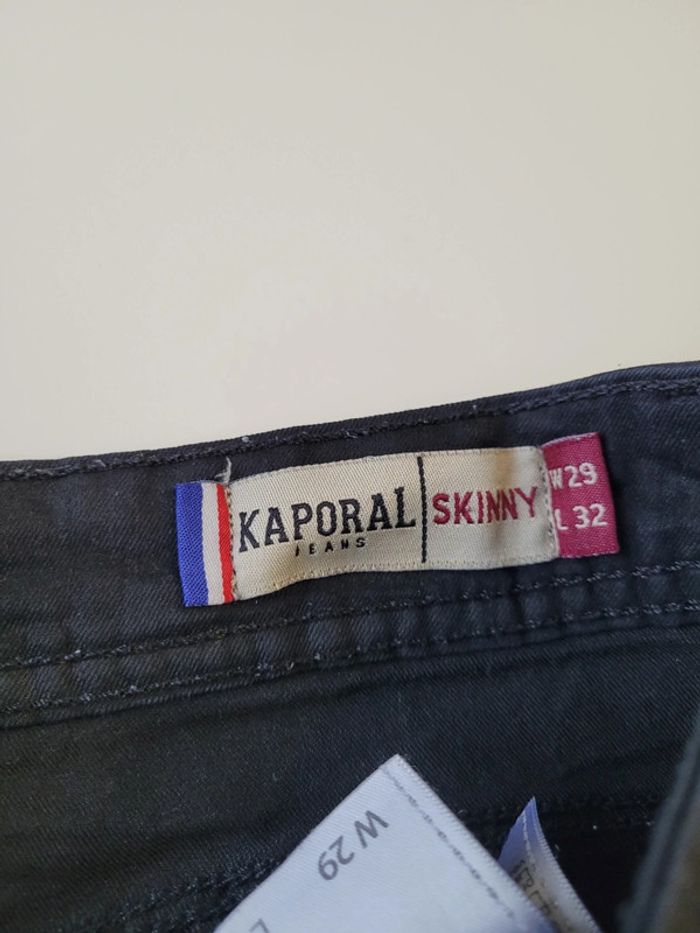 KAPORAL
JEANS
SKINNY
W29
L 32
W 29